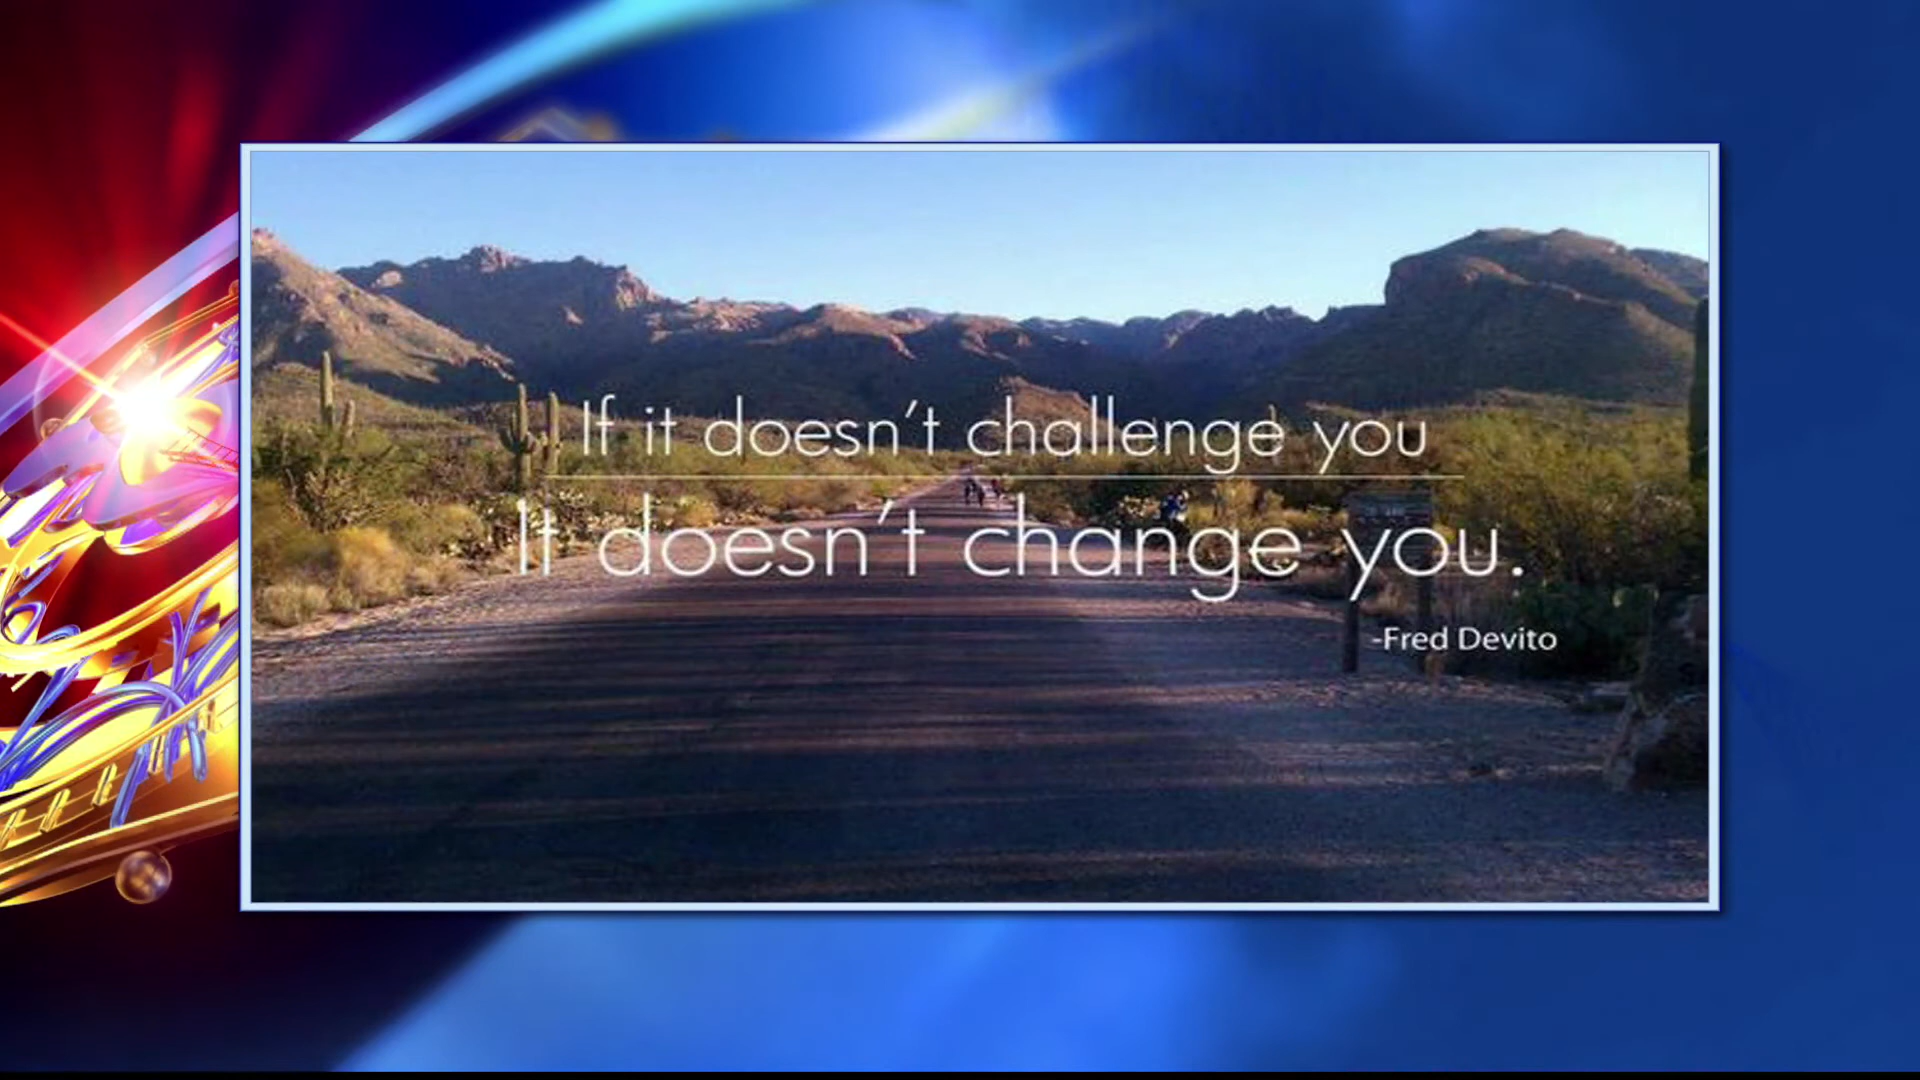 If it doesn't challenge you
It doesn't change you.
-Fred Devito